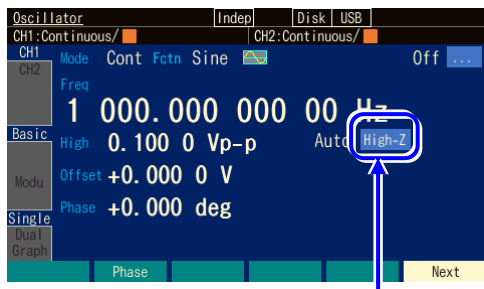 Oscillator Indep Disk USB
CH1:Continuous/ CH2:Continuous/
CH1 Mode Cont Fctn Sine Off ...
CH2
Freq
1 000.000 000 00 Hz
Basic High 0.100 0 Vp-p Auto High-Z
Modu Offset +0.000 0 V
Phase +0.000 deg
Single
Dual
Graph
Phase Next